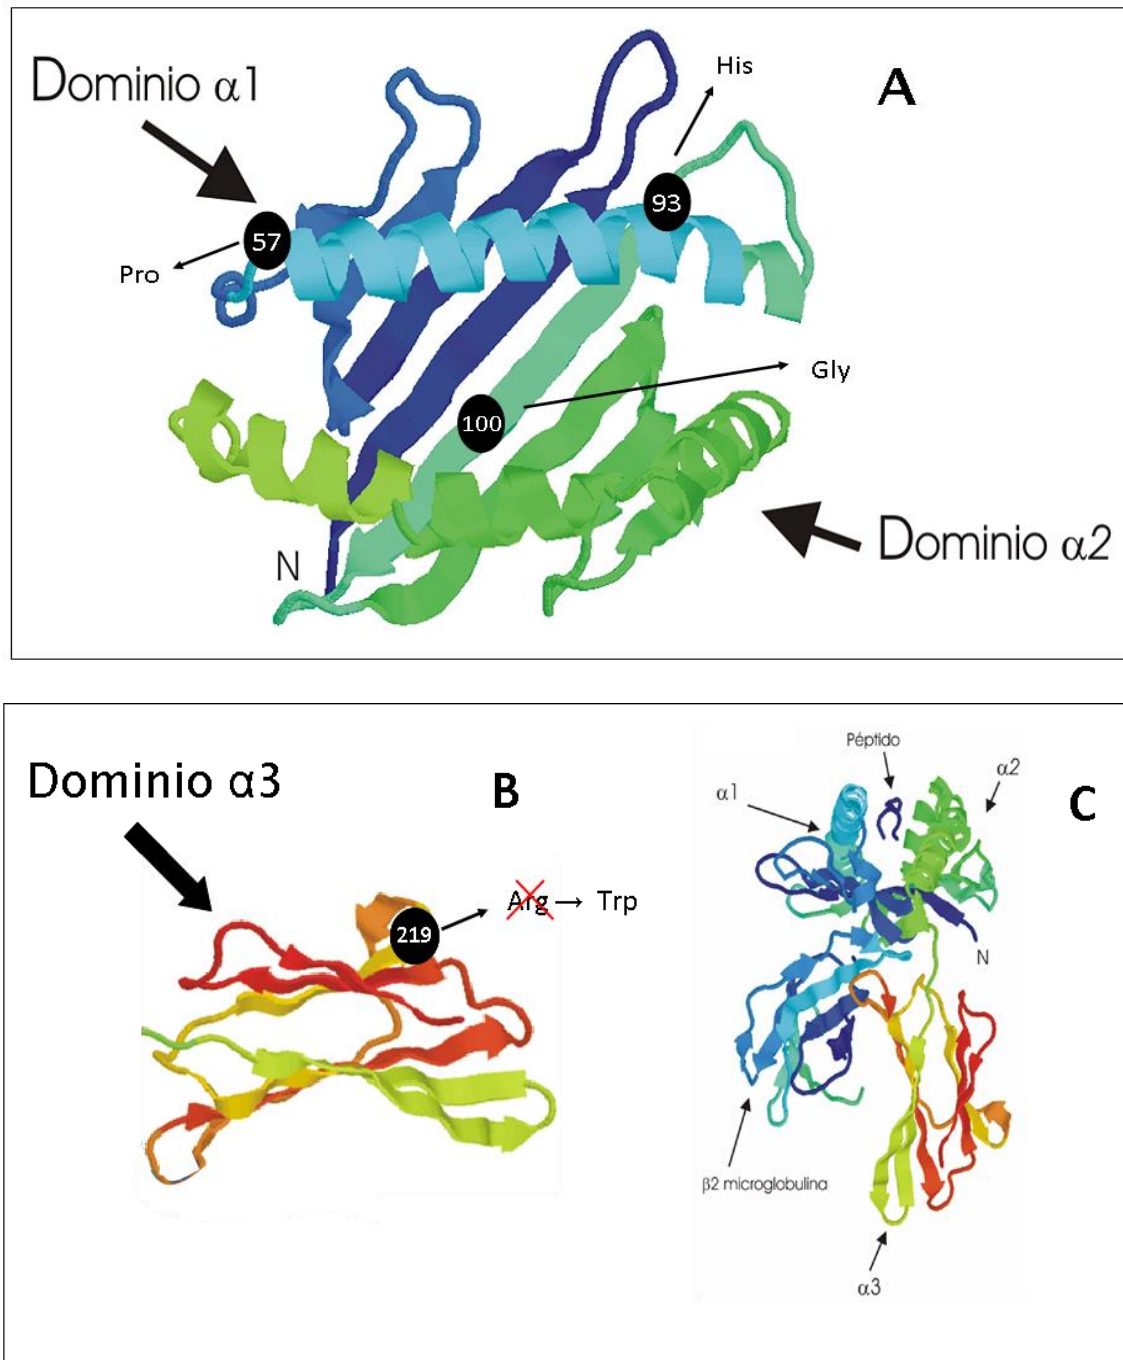 Dominio α1
A
His
93
57
Pro
Gly
100
N
Dominio α2
Dominio α3
B
219
Arg → Trp
C
Péptido
α1
α2
N
β2 microglobulina
α3